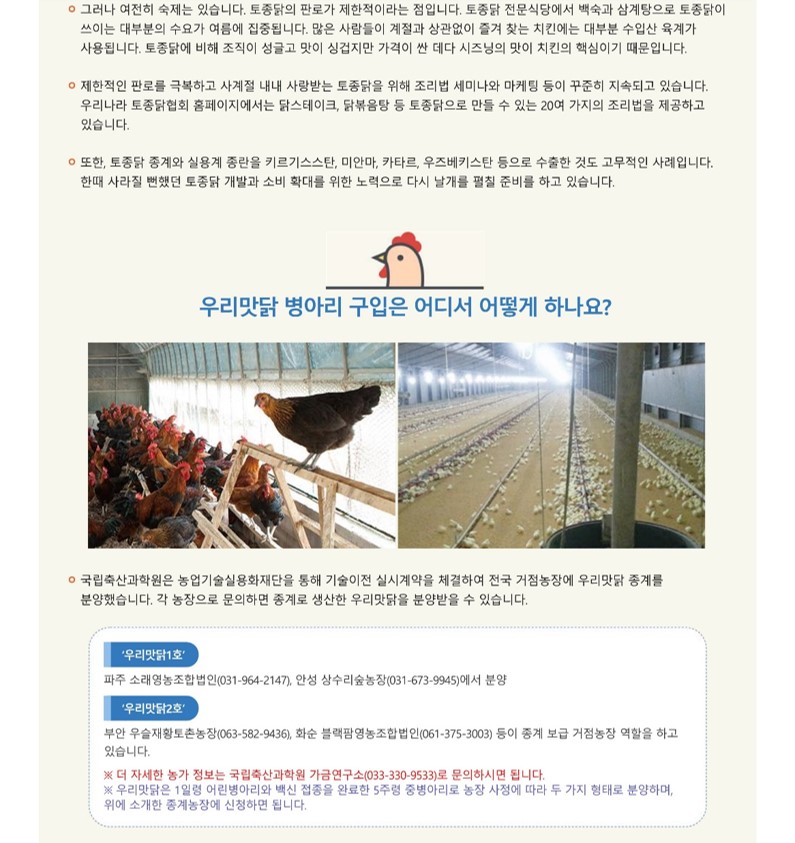 그러나 여전히 숙제는 있습니다. 토종닭의 판로가 제한적이라는 점입니다. 토종닭 전문식당에서 백숙과 삼계탕으로 토종닭이
쓰이는 대부분의 수요가 여름에 집중됩니다. 많은 사람들이 계절과 상관없이 즐겨 찾는 치킨에는 대부분 수입산 육계가
사용됩니다. 토종닭에 비해 조직이 성글고 맛이 싱겁지만 가격이 싼 데다 시즈닝의 맛이 치킨의 핵심이기 때문입니다.
제한적인 판로를 극복하고 사계절 내내 사랑받는 토종닭을 위해 조리법 세미나와 마케팅 등이 꾸준히 지속되고 있습니다.
우리나라 토종닭협회 홈페이지에서는 닭스테이크, 닭볶음탕 등 토종닭으로 만들 수 있는 20여 가지의 조리법을 제공하고
있습니다.
또한, 토종닭 종계와 실용계 종란을 키르기스스탄, 미안마, 카타르, 우즈베키스탄 등으로 수출한 것도 고무적인 사례입니다.
한때 사라질 뻔했던 토종닭 개발과 소비 확대를 위한 노력으로 다시 날개를 펼칠 준비를 하고 있습니다.
우리맛닭 병아리 구입은 어디서 어떻게 하나요?
국립축산과학원은 농업기술실용화재단을 통해 기술이전 실시계약을 체결하여 전국 거점농장에 우리맛닭 종계를
분양했습니다. 각 농장으로 문의하면 종계로 생산한 우리맛닭을 분양받을 수 있습니다.
'우리맛닭1호'
파주 소래영농조합법인(031-964-2147), 안성 상수리숲농장(031-673-9945)에서 분양
'우리맛닭2호'
부안 우슬재황토촌농장(063-582-9436), 화순 블랙팜영농조합법인(061-375-3003) 등이 종계 보급 거점농장 역할을 하고
있습니다.
※ 더 자세한 농가 정보는 국립축산과학원 가금연구소(033-330-9533)로 문의하시면 됩니다.
※ 우리맛닭은 1일령 어린병아리와 백신 접종을 완료한 5주령 중병아리로 농장 사정에 따라 두 가지 형태로 분양하며,
위에 소개한 종계농장에 신청하면 됩니다.